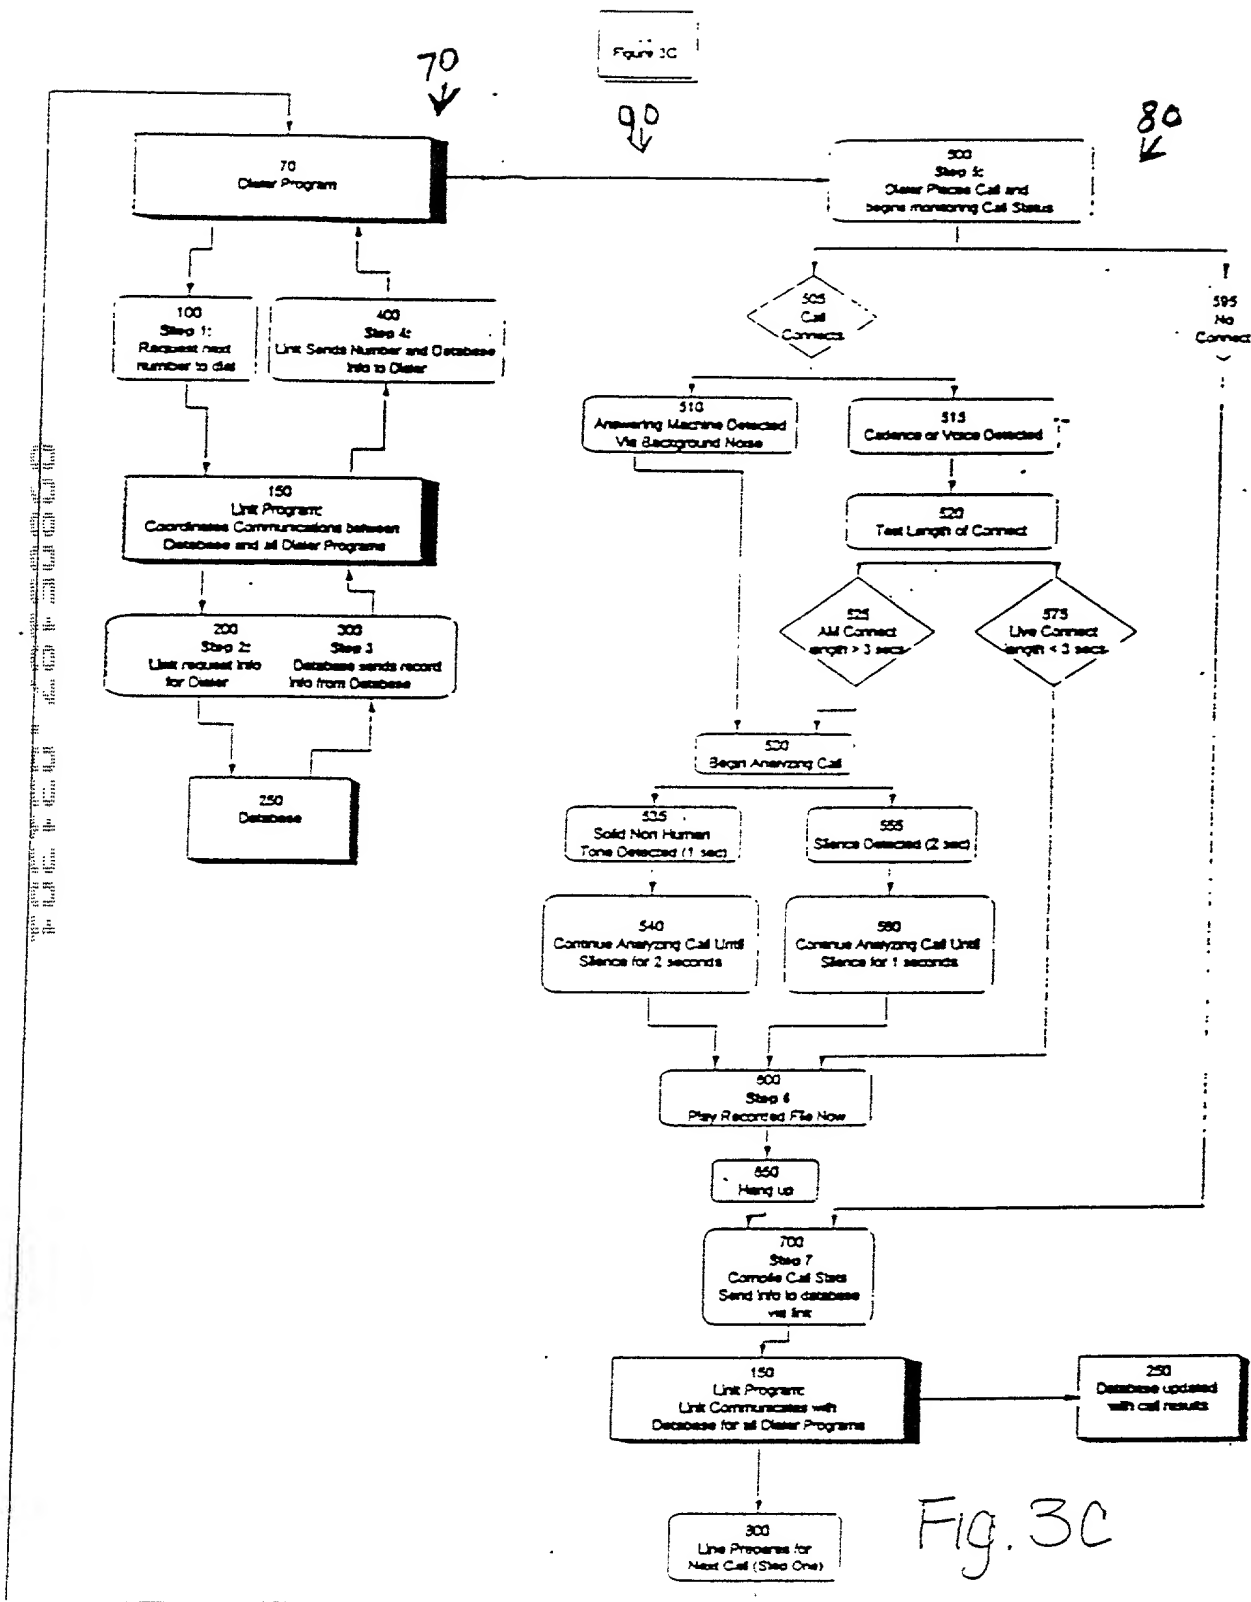 Figure 3C
70
90
80
70
Dialer Program
500
Step 5:
Dialer Places Call and
begins monitoring Call Status
100
Step 1:
Request next
number to dial
400
Step 4:
Link Sends Number and Database
Info to Dialer
505
Call
Connects
595
No
Connect
510
Answering Machine Detected
Via Background Noise
515
Cadence or Voice Detected
150
Link Program:
Coordinates Communications between
Database and all Dialer Programs
520
Test Length of Connect
525
AM Connect
length > 3 secs
575
Live Connect
length < 3 secs
200
Step 2:
Link request info
for Dialer
300
Step 3
Database sends record
info from Database
530
Begin Analyzing Call
250
Database
535
Solid Non Human
Tone Detected (1 sec)
555
Silence Detected (2 sec)
540
Continue Analyzing Call Until
Silence for 2 seconds
560
Continue Analyzing Call Until
Silence for 1 seconds
600
Step 6
Play Recorded File Now
650
Hang up
700
Step 7
Compile Call Stats
Send Info to database
via link
150
Link Program:
Link Communicates with
Database for all Dialer Programs
250
Database updated
with call results
Line Prepares for
Next Call (Step One)
Fig. 3C